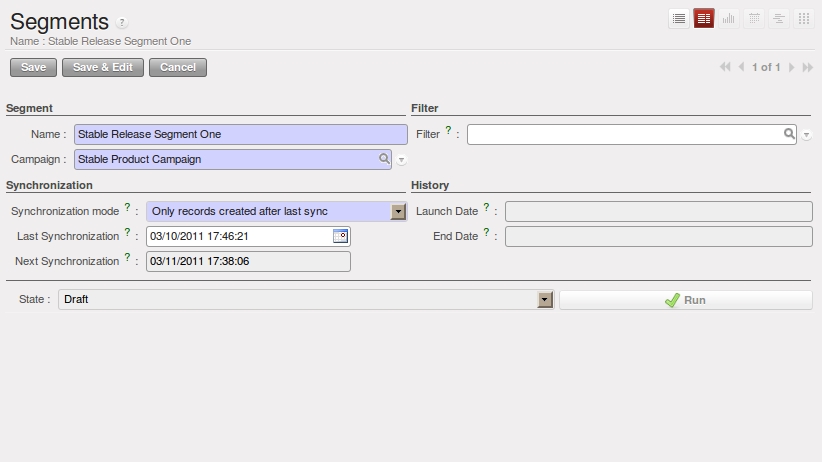 Segments ?
Name : Stable Release Segment One
Save Save & Edit Cancel 1 of 1
Segment Filter
Name : Stable Release Segment One Filter ? :
Campaign : Stable Product Campaign
Synchronization History
Synchronization mode ? : Only records created after last sync Launch Date ? :
Last Synchronization ? : 03/10/2011 17:46:21 End Date ? :
Next Synchronization ? : 03/11/2011 17:38:06
State : Draft Run